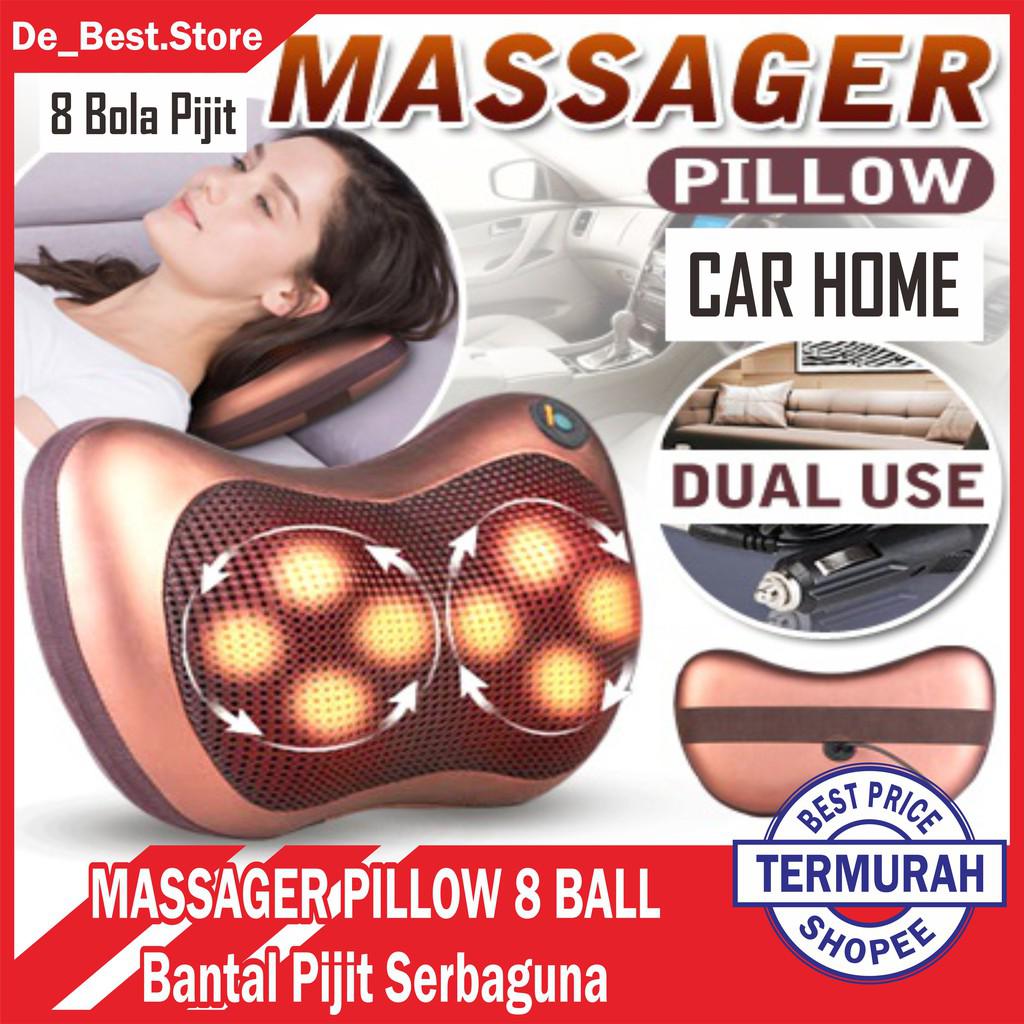 De_Best.Store
MASSAGER
8 Bola Pijit
PILLOW
CAR HOME
DUAL USE
BEST PRICE
TERMURAH
SHOPEE
MASSAGER PILLOW 8 BALL
Bantal Pijit Serbaguna